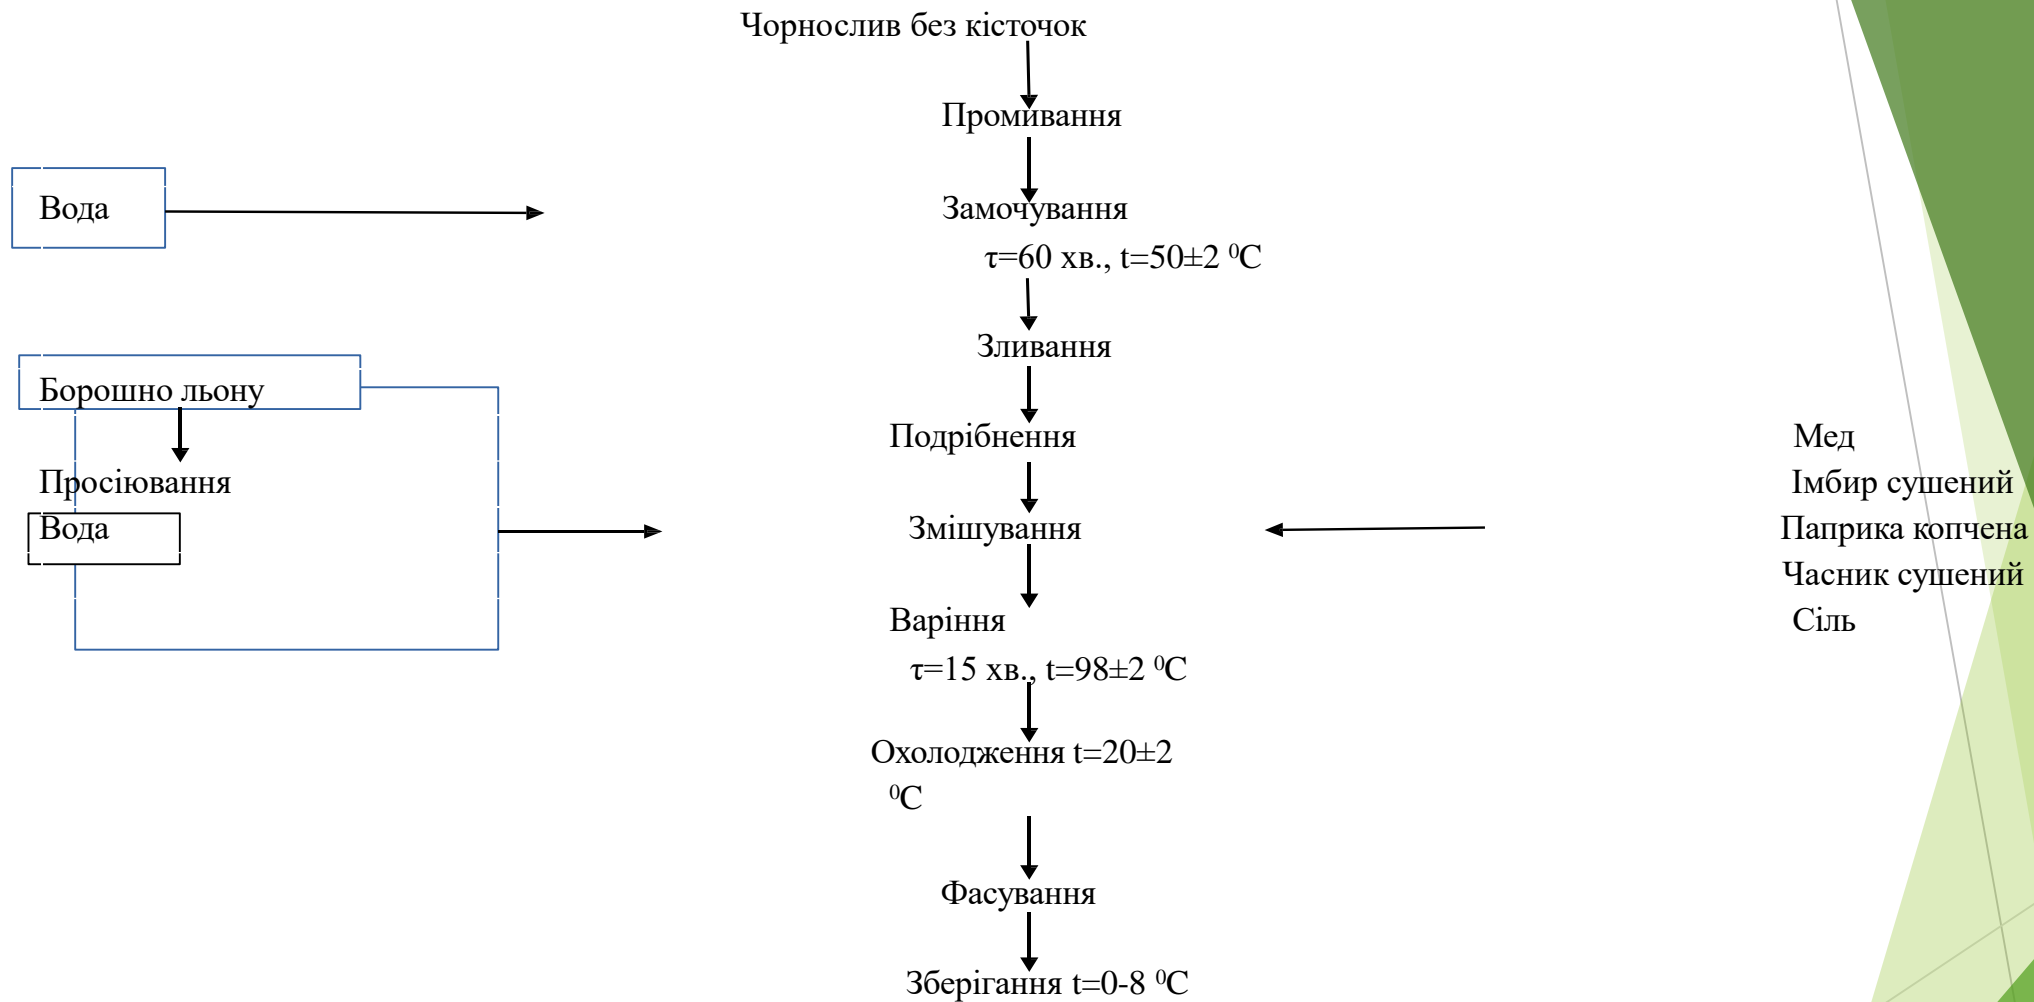 Чорнослив без кісточок
Промивання
Вода
Замочування
τ=60 хв., t=50±2 ⁰С
Зливання
Борошно льону
Подрібнення
Мед
Просіювання
Імбир сушений
Вода
Змішування
Паприка копчена
Часник сушений
Варіння
Сіль
τ=15 хв., t=98±2 ⁰С
Охолодження t=20±2
⁰С
Фасування
Зберігання t=0-8 ⁰С